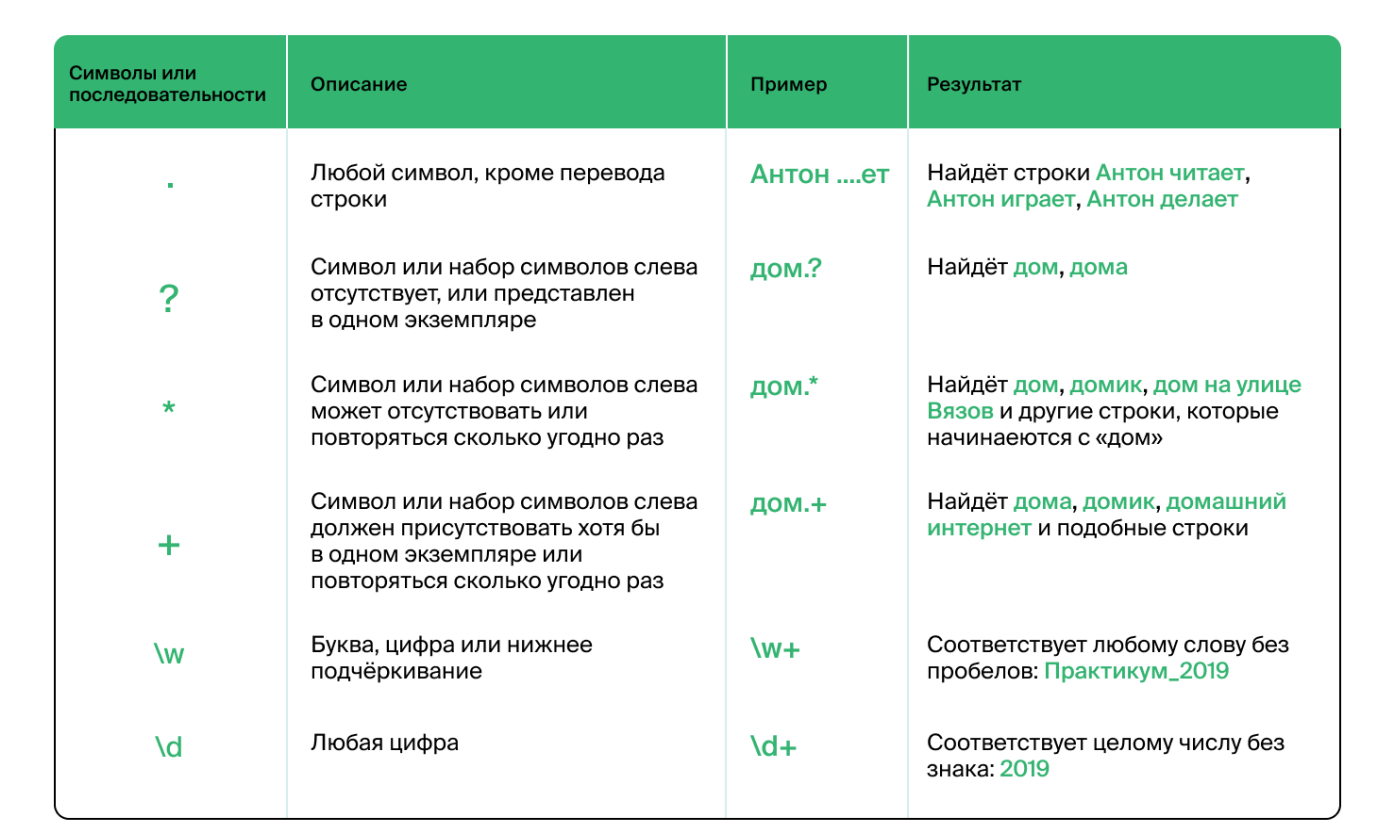 Символы или
последовательности
Описание
Пример
Результат
.
Любой символ, кроме перевода
строки
Антон ....ет
Найдёт строки Антон читает,
Антон играет, Антон делает
?
Символ или набор символов слева
отсутствует, или представлен
в одном экземпляре
дом.?
Найдёт дом, дома
*
Символ или набор символов слева
может отсутствовать или
повторяться сколько угодно раз
дом.*
Найдёт дом, домик, дом на улице
Вязов и другие строки, которые
начинаеются с «дом»
+
Символ или набор символов слева
должен присутствовать хотя бы
в одном экземпляре или
повторяться сколько угодно раз
дом.+
Найдёт дома, домик, домашний
интернет и подобные строки
\w
Буква, цифра или нижнее
подчёркивание
\w+
Соответствует любому слову без
пробелов: Практикум_2019
\d
Любая цифра
\d+
Соответствует целому числу без
знака: 2019